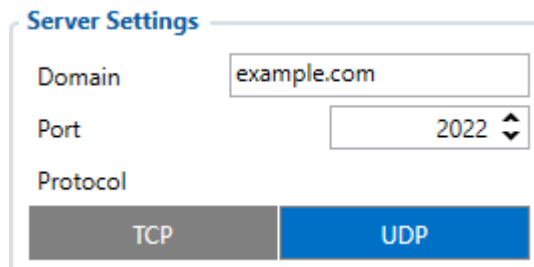 Server Settings
Domain example.com
Port 2022
Protocol
TCP UDP